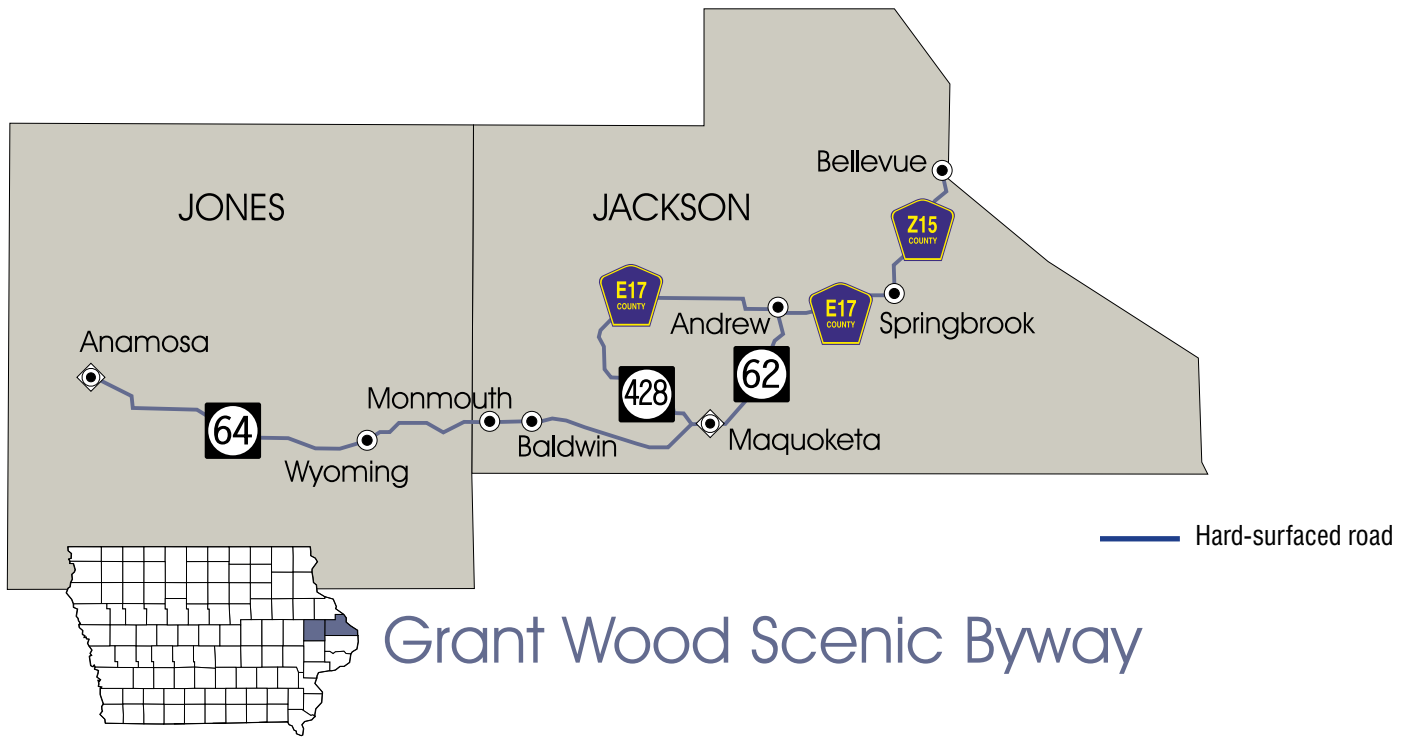 Bellevue
JONES
JACKSON
Z15
COUNTY
E17
COUNTY
E17
COUNTY
Andrew
Springbrook
Anamosa
62
428
Monmouth
64
Baldwin
Maquoketa
Wyoming
Hard-surfaced road
Grant Wood Scenic Byway